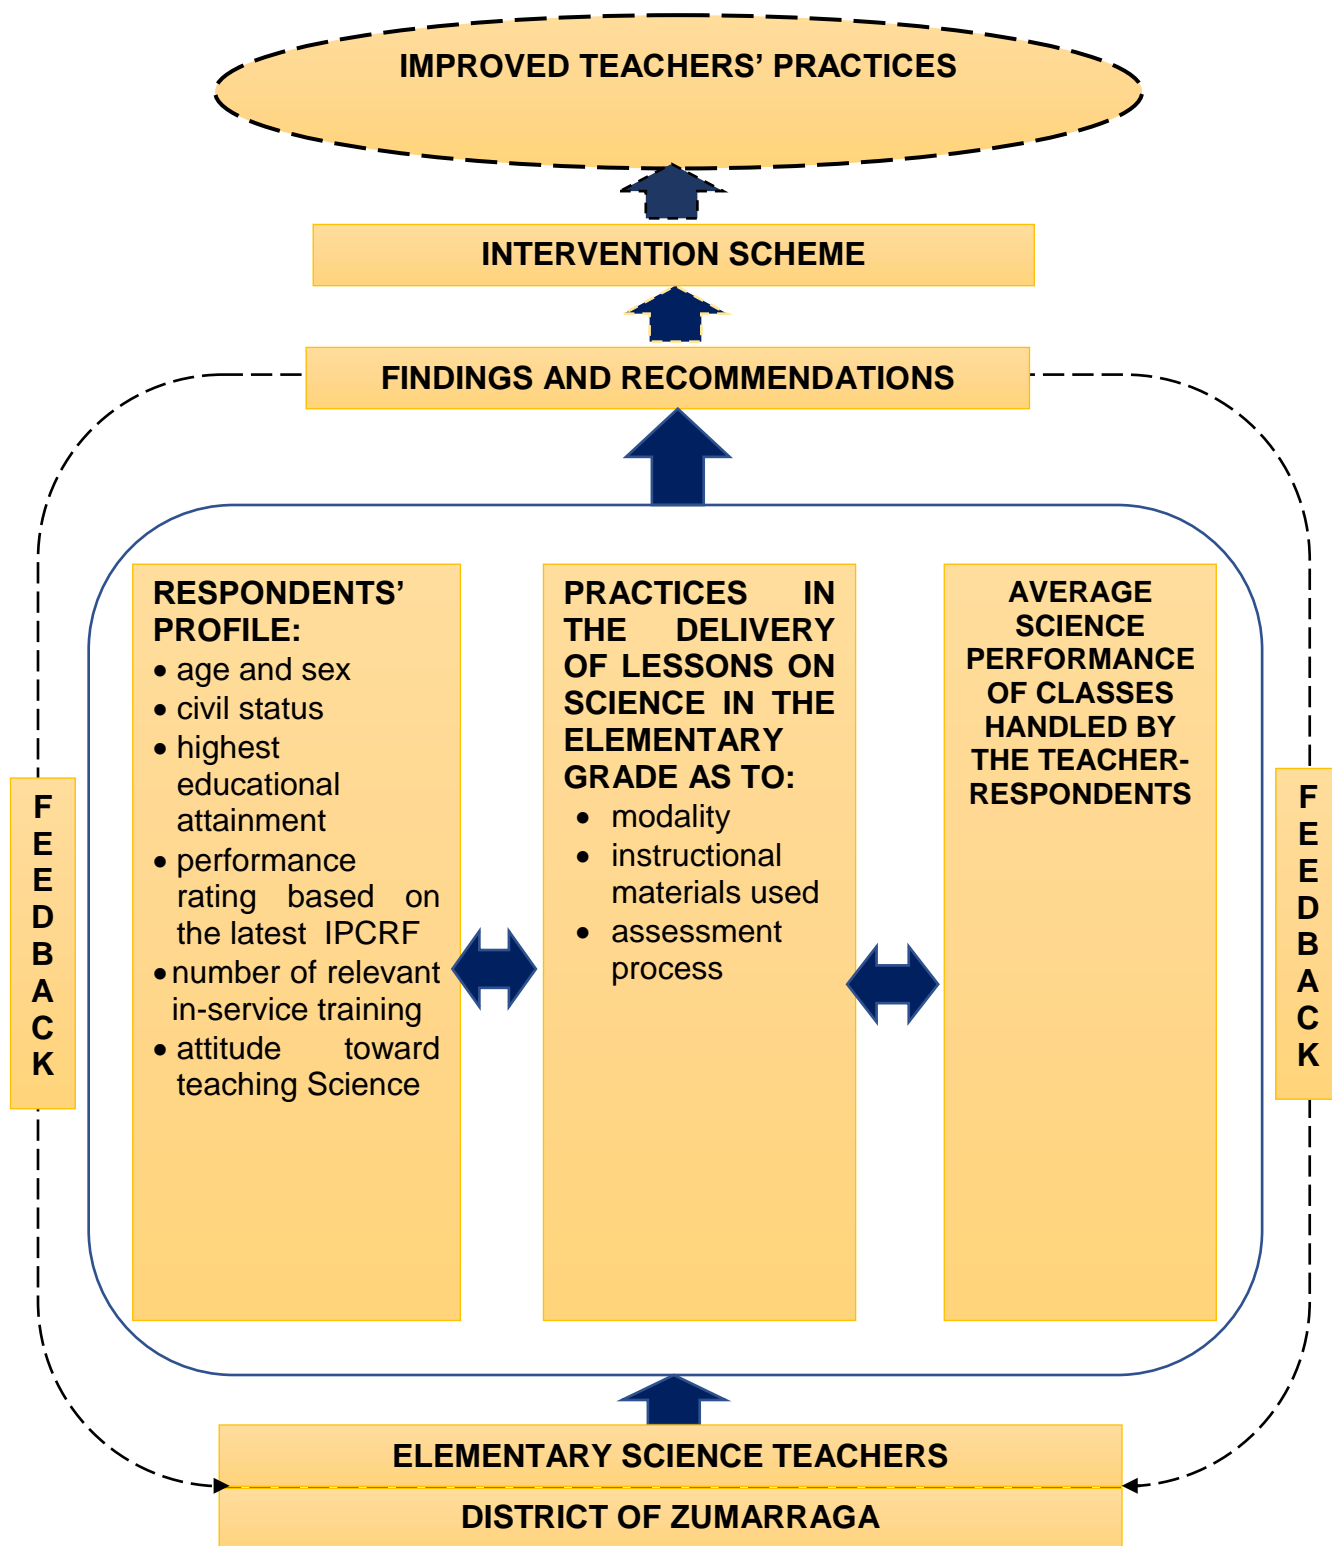 IMPROVED TEACHERS’ PRACTICES
INTERVENTION SCHEME
FINDINGS AND RECOMMENDATIONS
RESPONDENTS’
PROFILE:
• age and sex
• civil status
• highest
educational
attainment
• performance
rating based on
the latest IPCRF
• number of relevant
in-service training
• attitude toward
teaching Science
PRACTICES IN
THE DELIVERY
OF LESSONS ON
SCIENCE IN THE
ELEMENTARY
GRADE AS TO:
• modality
• instructional
materials used
• assessment
process
AVERAGE
SCIENCE
PERFORMANCE
OF CLASSES
HANDLED BY
THE TEACHER-
RESPONDENTS
F
E
E
D
B
A
C
K
F
E
E
D
B
A
C
K
ELEMENTARY SCIENCE TEACHERS
DISTRICT OF ZUMARRAGA